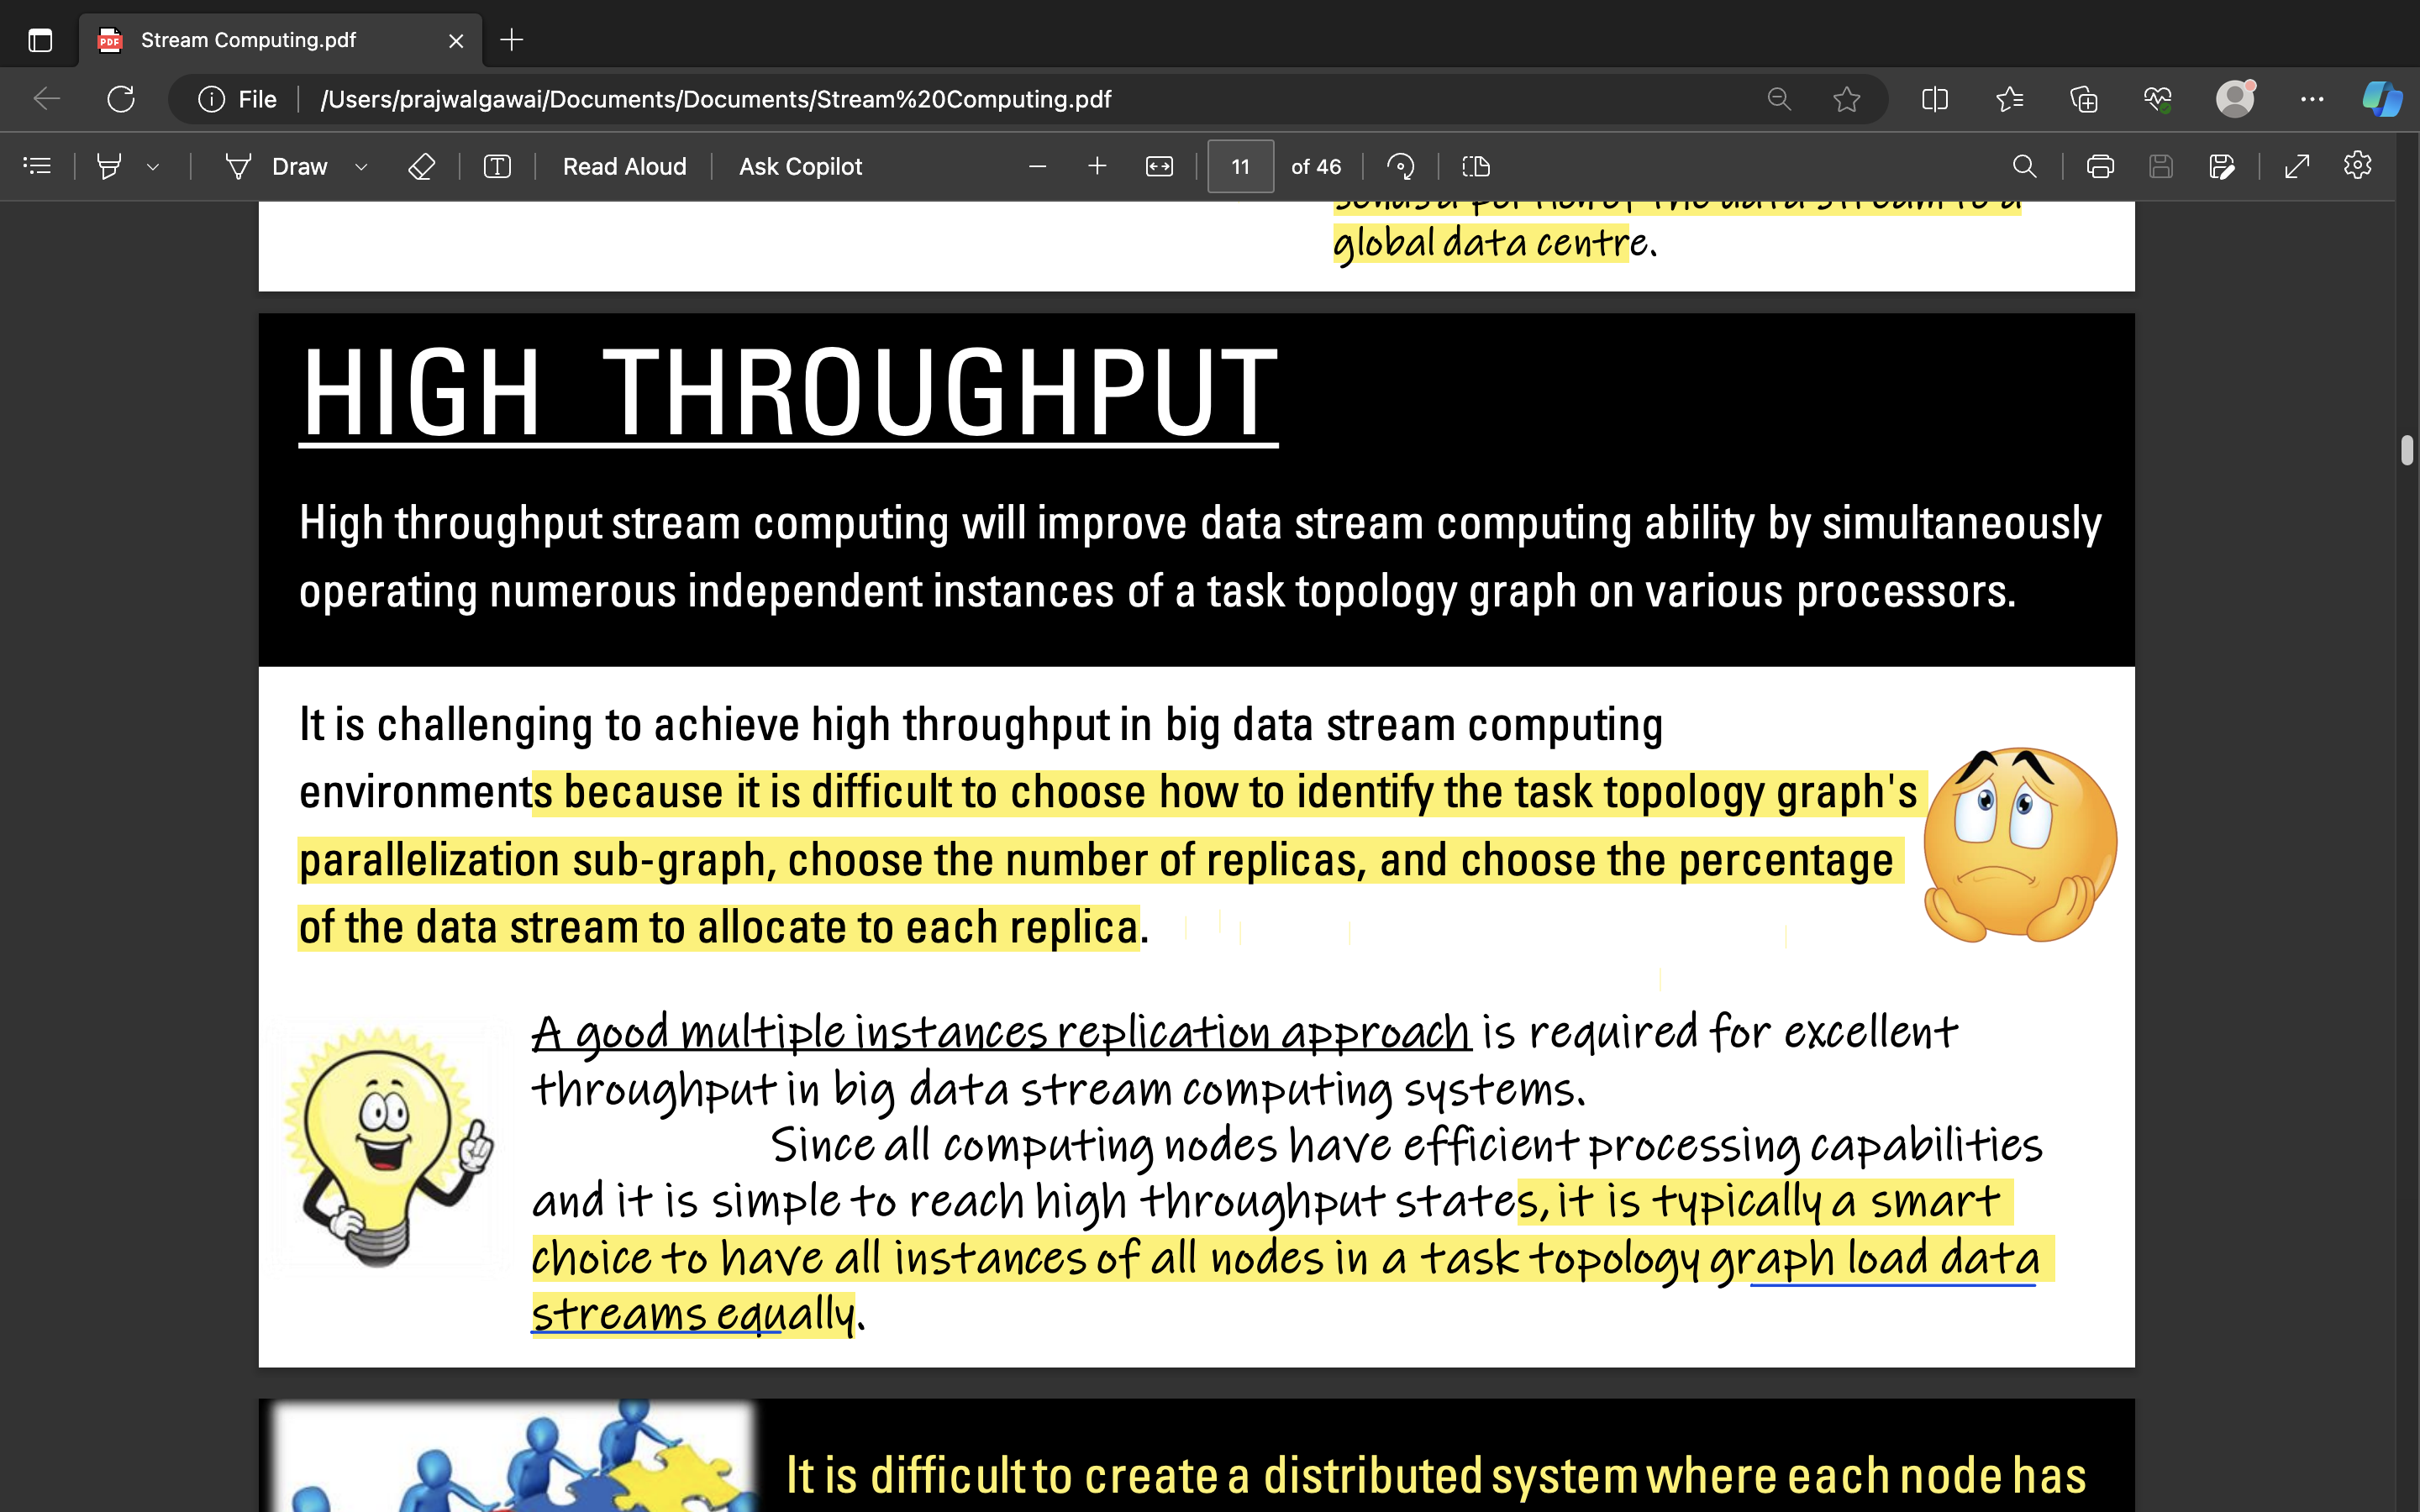 Stream Computing.pdf
File
/Users/prajwalgawai/Documents/Documents/Stream%20Computing.pdf
Draw
Read Aloud
Ask Copilot
11 of 46
sends a portion of the data stream to a
global data centre.
HIGH THROUGHPUT
High throughput stream computing will improve data stream computing ability by simultaneously
operating numerous independent instances of a task topology graph on various processors.
It is challenging to achieve high throughput in big data stream computing
environments because it is difficult to choose how to identify the task topology graph's
parallelization sub-graph, choose the number of replicas, and choose the percentage
of the data stream to allocate to each replica.
A good multiple instances replication approach is required for excellent
throughput in big data stream computing systems.
Since all computing nodes have efficient processing capabilities
and it is simple to reach high throughput states, it is typically a smart
choice to have all instances of all nodes in a task topology graph load data
streams equally.
It is difficult to create a distributed system where each node has